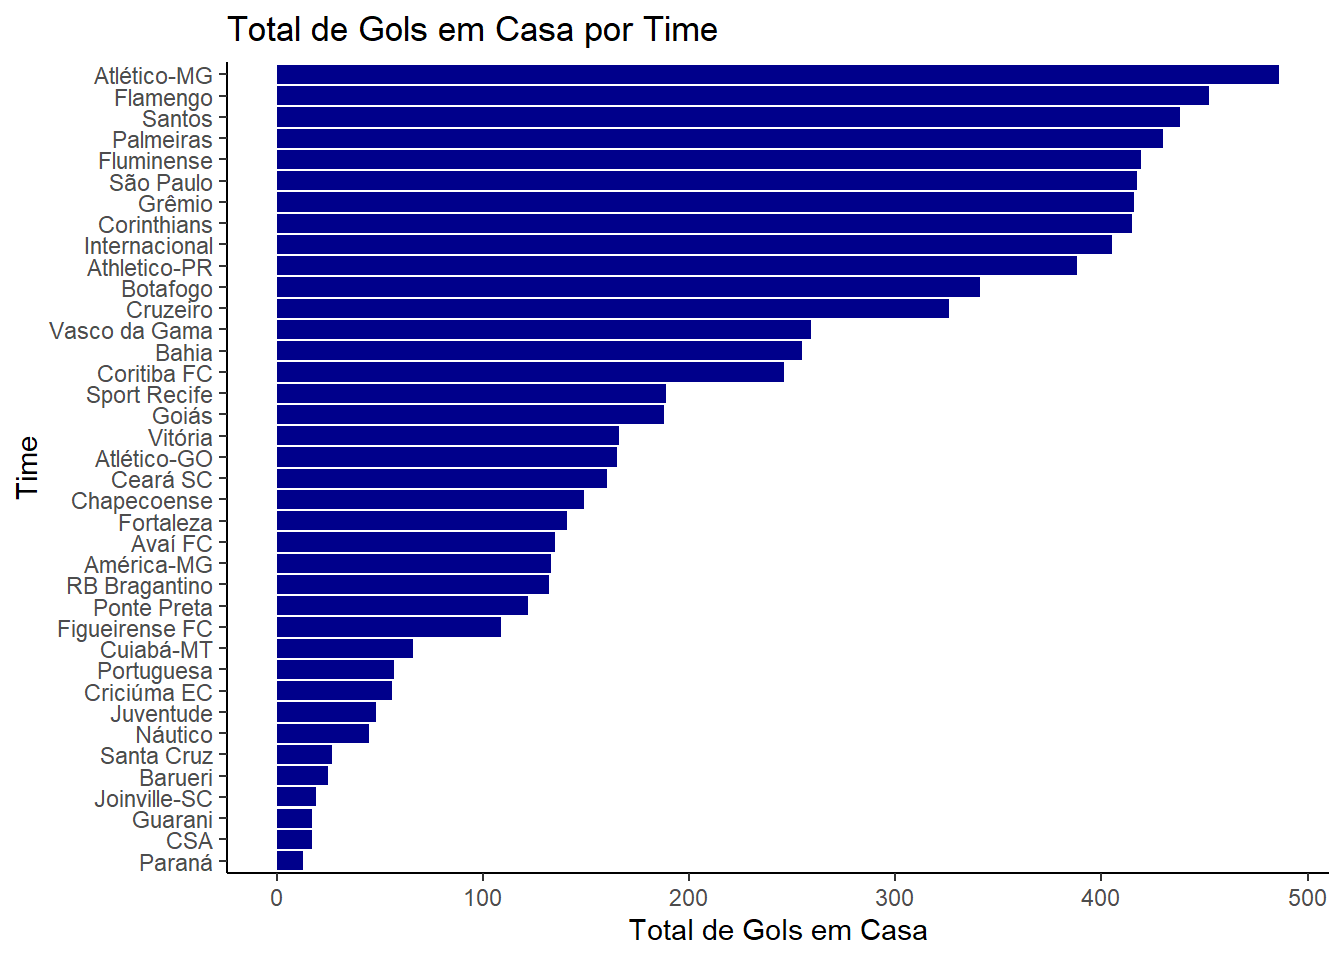 Total de Gols em Casa por Time
Atlético-MG
Flamengo
Santos
Palmeiras
Fluminense
São Paulo
Grêmio
Corinthians
Internacional
Athletico-PR
Botafogo
Cruzeiro
Vasco da Gama
Bahia
Coritiba FC
Sport Recife
Goiás
Vitória
Atlético-GO
Ceará SC
Chapecoense
Fortaleza
Avaí FC
América-MG
RB Bragantino
Ponte Preta
Figueirense FC
Cuiabá-MT
Portuguesa
Criciúma EC
Juventude
Náutico
Santa Cruz
Barueri
Joinville-SC
Guarani
CSA
Paraná
Time
0 100 200 300 400 500
Total de Gols em Casa